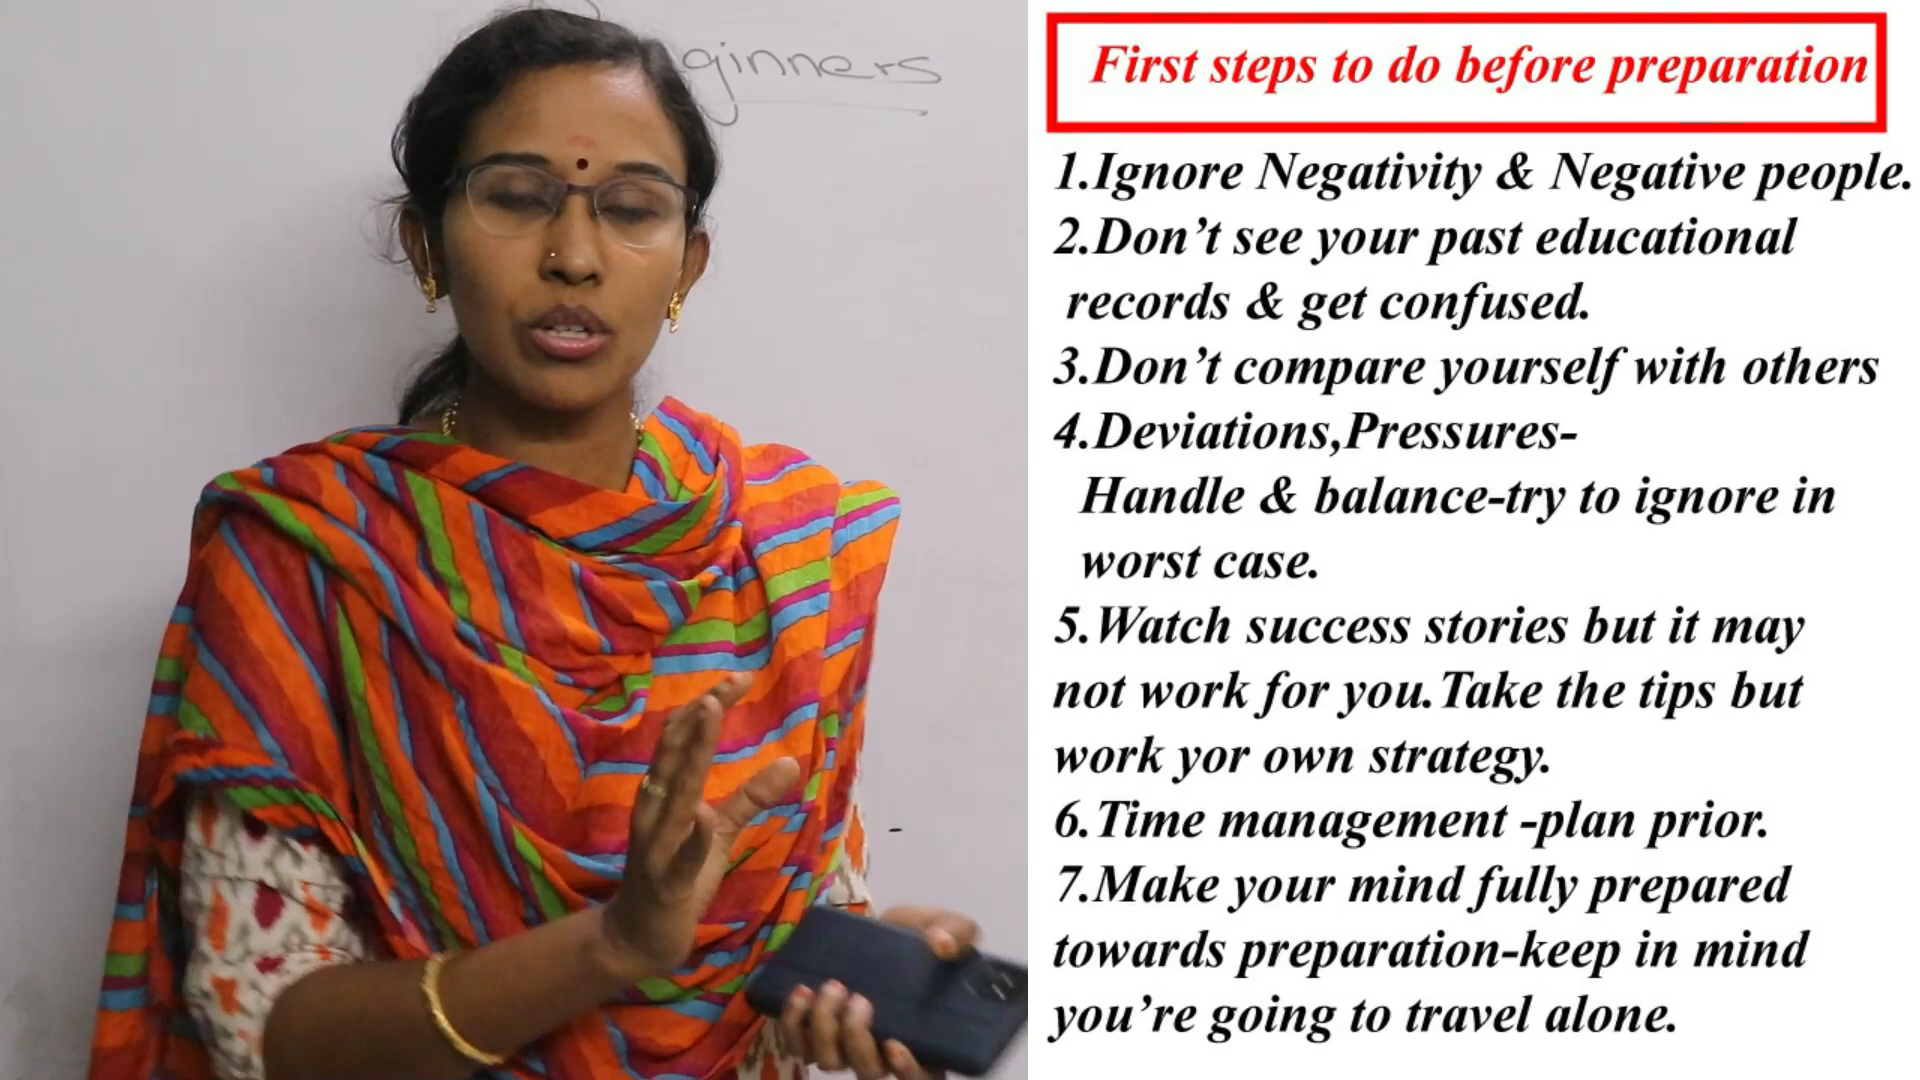 ginners
First steps to do before preparation
1.Ignore Negativity & Negative people.
2.Don’t see your past educational
records & get confused.
3.Don’t compare yourself with others
4.Deviations,Pressures-
Handle & balance-try to ignore in
worst case.
5.Watch success stories but it may
not work for you.Take the tips but
work yor own strategy.
6.Time management -plan prior.
7.Make your mind fully prepared
towards preparation-keep in mind
you’re going to travel alone.